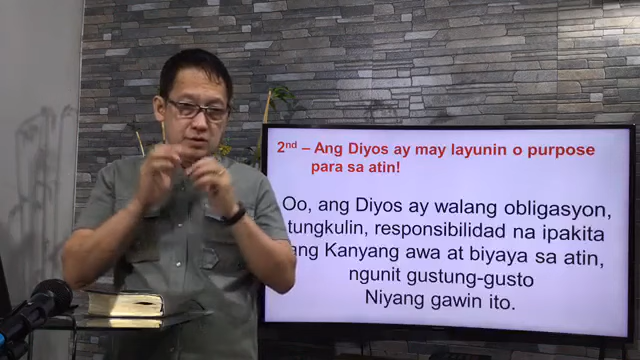 2nd – Ang Diyos ay may layunin o purpose
para sa atin!
Oo, ang Diyos ay walang obligasyon,
tungkulin, responsibilidad na ipakita
ang Kanyang awa at biyaya sa atin,
ngunit gustung-gusto
Niyang gawin ito.